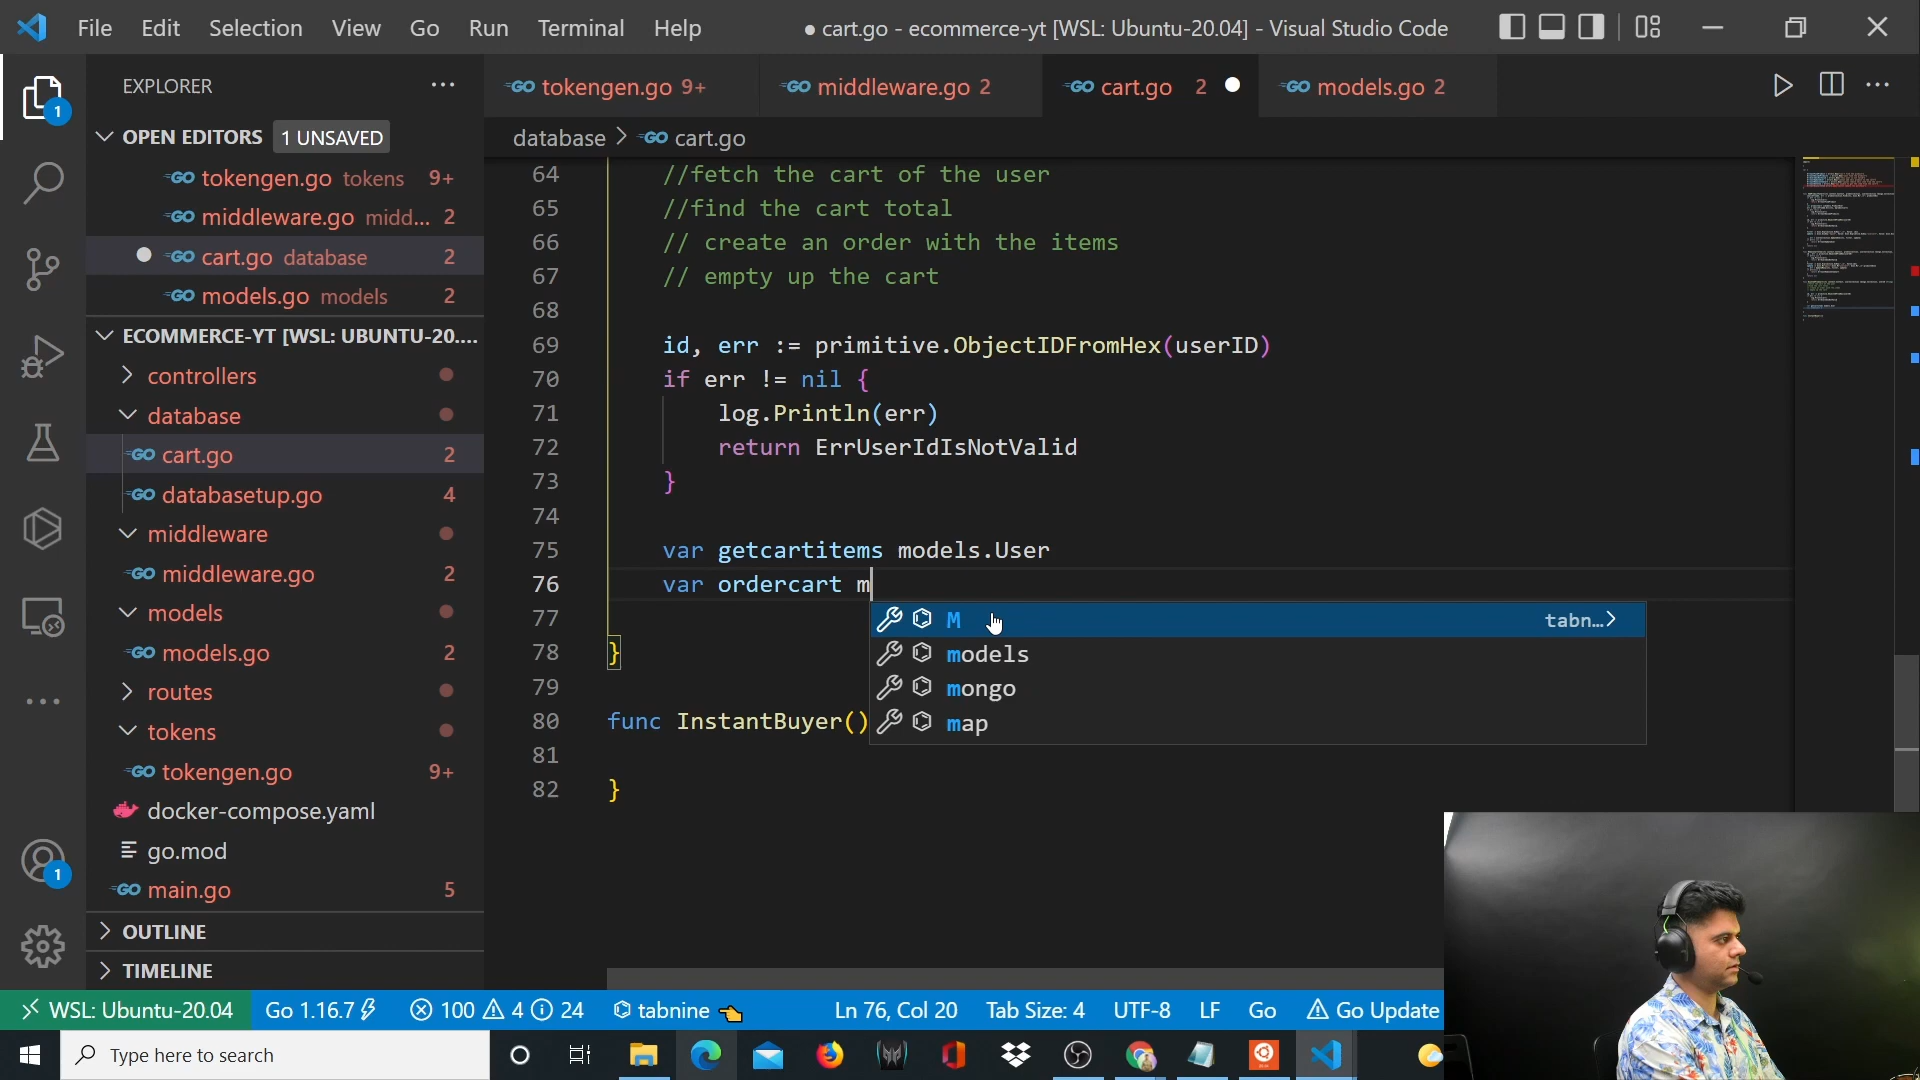 File Edit Selection View Go Run Terminal Help
● cart.go - ecommerce-yt [WSL: Ubuntu-20.04] - Visual Studio Code
EXPLORER
OPEN EDITORS 1 UNSAVED
tokengen.go tokens 9+
middleware.go midd... 2
cart.go database 2
models.go models 2
ECOMMERCE-YT [WSL: UBUNTU-20....
controllers
database
cart.go 2
databasetup.go 4
middleware
middleware.go 2
models
models.go 2
routes
tokens
tokengen.go 9+
docker-compose.yaml
go.mod
main.go 5
OUTLINE
TIMELINE
1
1
tokengen.go 9+ middleware.go 2 cart.go 2 models.go 2
database > cart.go
64 //fetch the cart of the user
65 //find the cart total
66 // create an order with the items
67 // empty up the cart
68
69 id, err := primitive.ObjectIDFromHex(userID)
70 if err != nil {
71 log.Println(err)
72 return ErrUserIdIsNotValid
73 }
74
75 var getcartitems models.User
76 var ordercart m
77
78 }
79
80 func InstantBuyer()
81
82 }
M tabn...>
models
mongo
map
WSL: Ubuntu-20.04 Go 1.16.7 100 4 24 tabnine Ln 76, Col 20 Tab Size: 4 UTF-8 LF Go Go Update
Type here to search